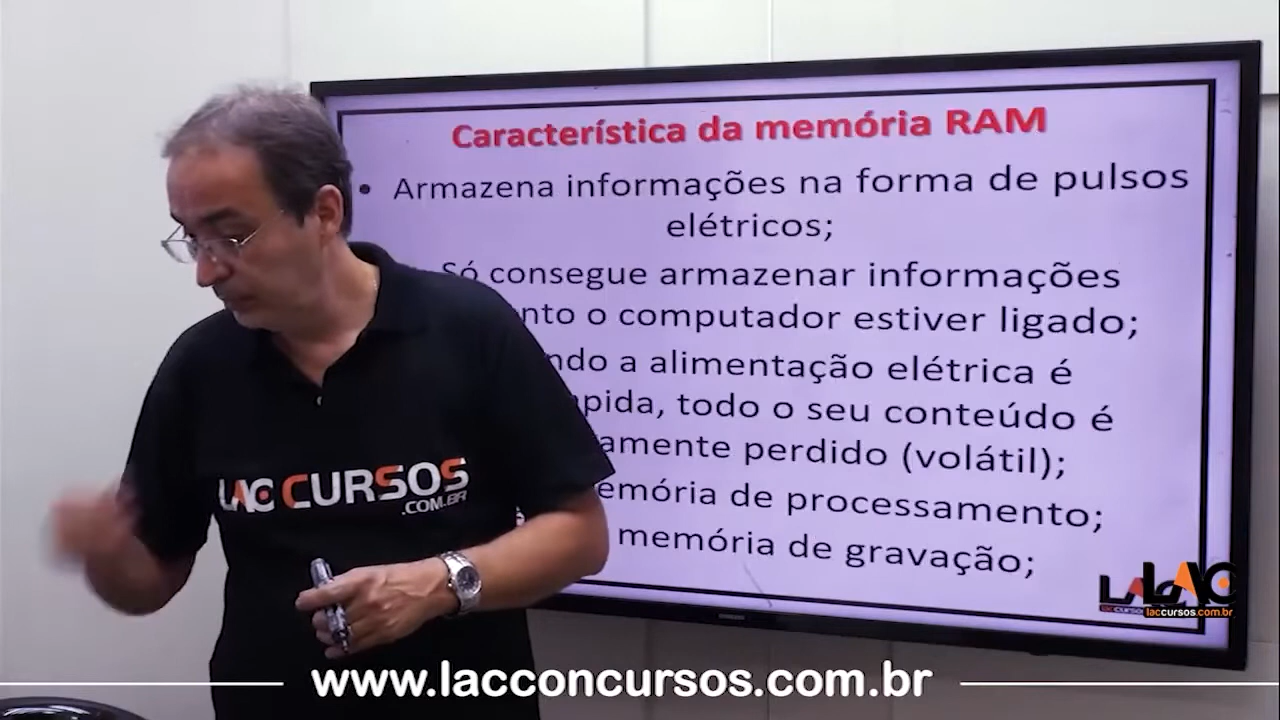 Característica da memória RAM
• Armazena informações na forma de pulsos
elétricos;
Só consegue armazenar informações
nto o computador estiver ligado;
ndo a alimentação elétrica é
pida, todo o seu conteúdo é
amente perdido (volátil);
emória de processamento;
memória de gravação;
LAC CURSOS
.COM.BR
LAC
laccursos.com.br
www.lacconcursos.com.br